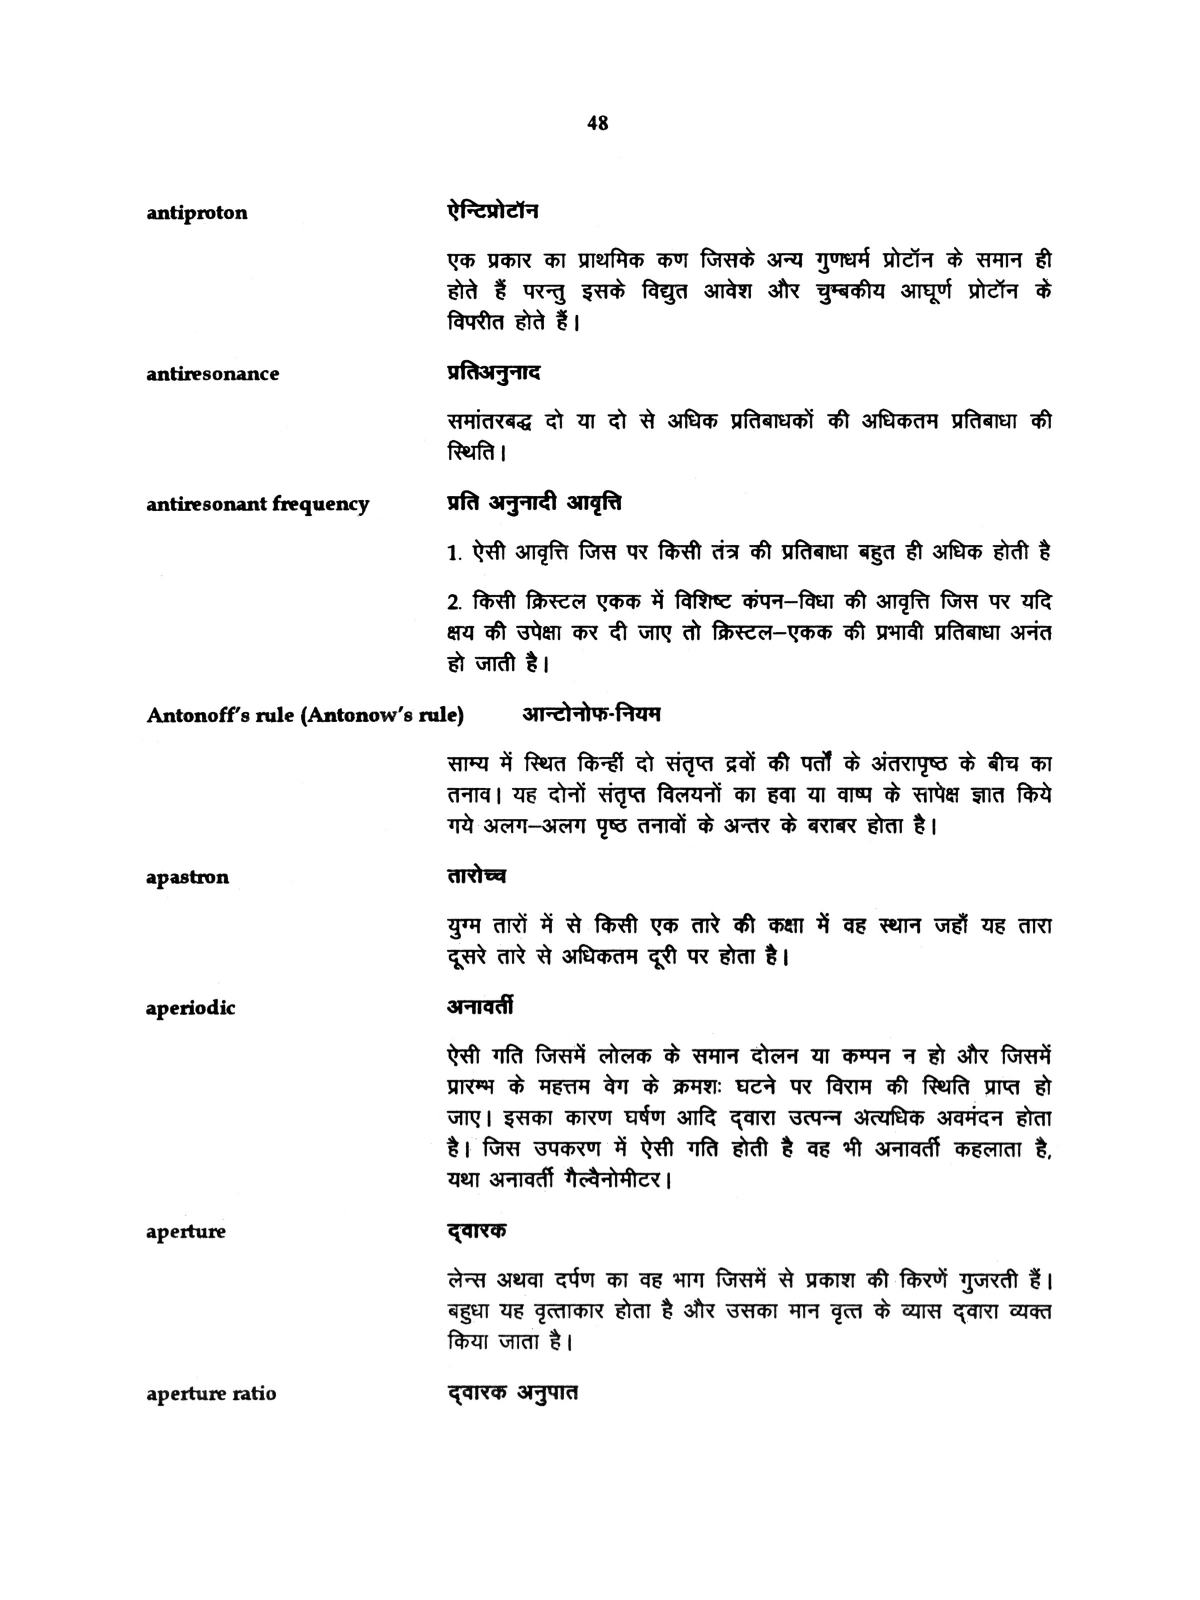 48
antiproton ऐन्टिप्रोटॉन
एक प्रकार का प्राथमिक कण जिसके अन्य गुणधर्म प्रोटॉन के समान ही
होते हैं परन्तु इसके विद्युत आवेश और चुम्बकीय आघूर्ण प्रोटॉन के
विपरीत होते हैं।
antiresonance प्रतिअनुनाद
समांतरबद्ध दो या दो से अधिक प्रतिबाधकों की अधिकतम प्रतिबाधा की
स्थिति।
antiresonant frequency प्रति अनुनादी आवृत्ति
1. ऐसी आवृत्ति जिस पर किसी तंत्र की प्रतिबाधा बहुत ही अधिक होती है
2. किसी क्रिस्टल एकक में विशिष्ट कंपन–विधा की आवृत्ति जिस पर यदि
क्षय की उपेक्षा कर दी जाए तो क्रिस्टल–एकक की प्रभावी प्रतिबाधा अनंत
हो जाती है।
Antonoff's rule (Antonow's rule) आन्टोनोफ-नियम
साम्य में स्थित किन्हीं दो संतृप्त द्रवों की पर्तों के अंतरापृष्ठ के बीच का
तनाव। यह दोनों संतृप्त विलयनों का हवा या वाष्प के सापेक्ष ज्ञात किये
गये अलग–अलग पृष्ठ तनावों के अन्तर के बराबर होता है।
apastron तारोच्च
युग्म तारों में से किसी एक तारे की कक्षा में वह स्थान जहाँ यह तारा
दूसरे तारे से अधिकतम दूरी पर होता है।
aperiodic अनावर्ती
ऐसी गति जिसमें लोलक के समान दोलन या कम्पन न हो और जिसमें
प्रारम्भ के महत्तम वेग के क्रमशः घटने पर विराम की स्थिति प्राप्त हो
जाए। इसका कारण घर्षण आदि द्वारा उत्पन्न अत्यधिक अवमंदन होता
है। जिस उपकरण में ऐसी गति होती है वह भी अनावर्ती कहलाता है,
यथा अनावर्ती गैल्वैनोमीटर।
aperture द्वारक
लेन्स अथवा दर्पण का वह भाग जिसमें से प्रकाश की किरणें गुजरती हैं।
बहुधा यह वृत्ताकार होता है और उसका मान वृत्त के व्यास द्वारा व्यक्त
किया जाता है।
aperture ratio द्वारक अनुपात